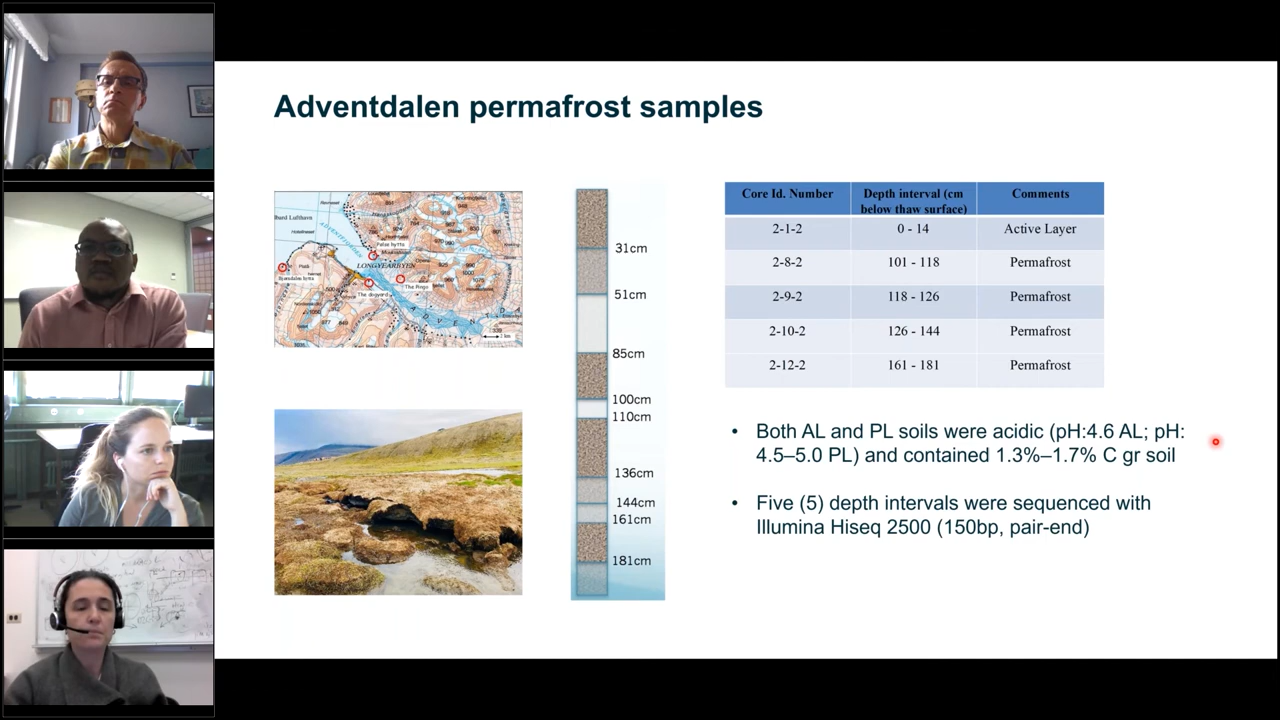 Adventdalen permafrost samples
LONGYEARBYEN
The Pingo
The dogyard
31cm
51cm
85cm
100cm
110cm
136cm
144cm
161cm
181cm
Core Id. Number Depth interval (cm below thaw surface) Comments
2-1-2 0 - 14 Active Layer
2-8-2 101 - 118 Permafrost
2-9-2 118 - 126 Permafrost
2-10-2 126 - 144 Permafrost
2-12-2 161 - 181 Permafrost
• Both AL and PL soils were acidic (pH:4.6 AL; pH:
4.5–5.0 PL) and contained 1.3%–1.7% C gr soil
• Five (5) depth intervals were sequenced with
Illumina Hiseq 2500 (150bp, pair-end)